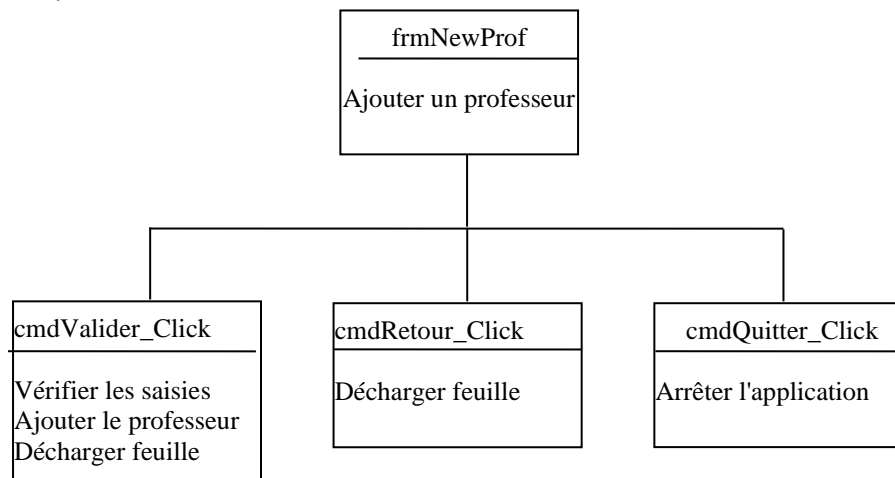 frmNewProf
Ajouter un professeur
cmdValider_Click
Vérifier les saisies
Ajouter le professeur
Décharger feuille
cmdRetour_Click
Décharger feuille
cmdQuitter_Click
Arrêter l'application